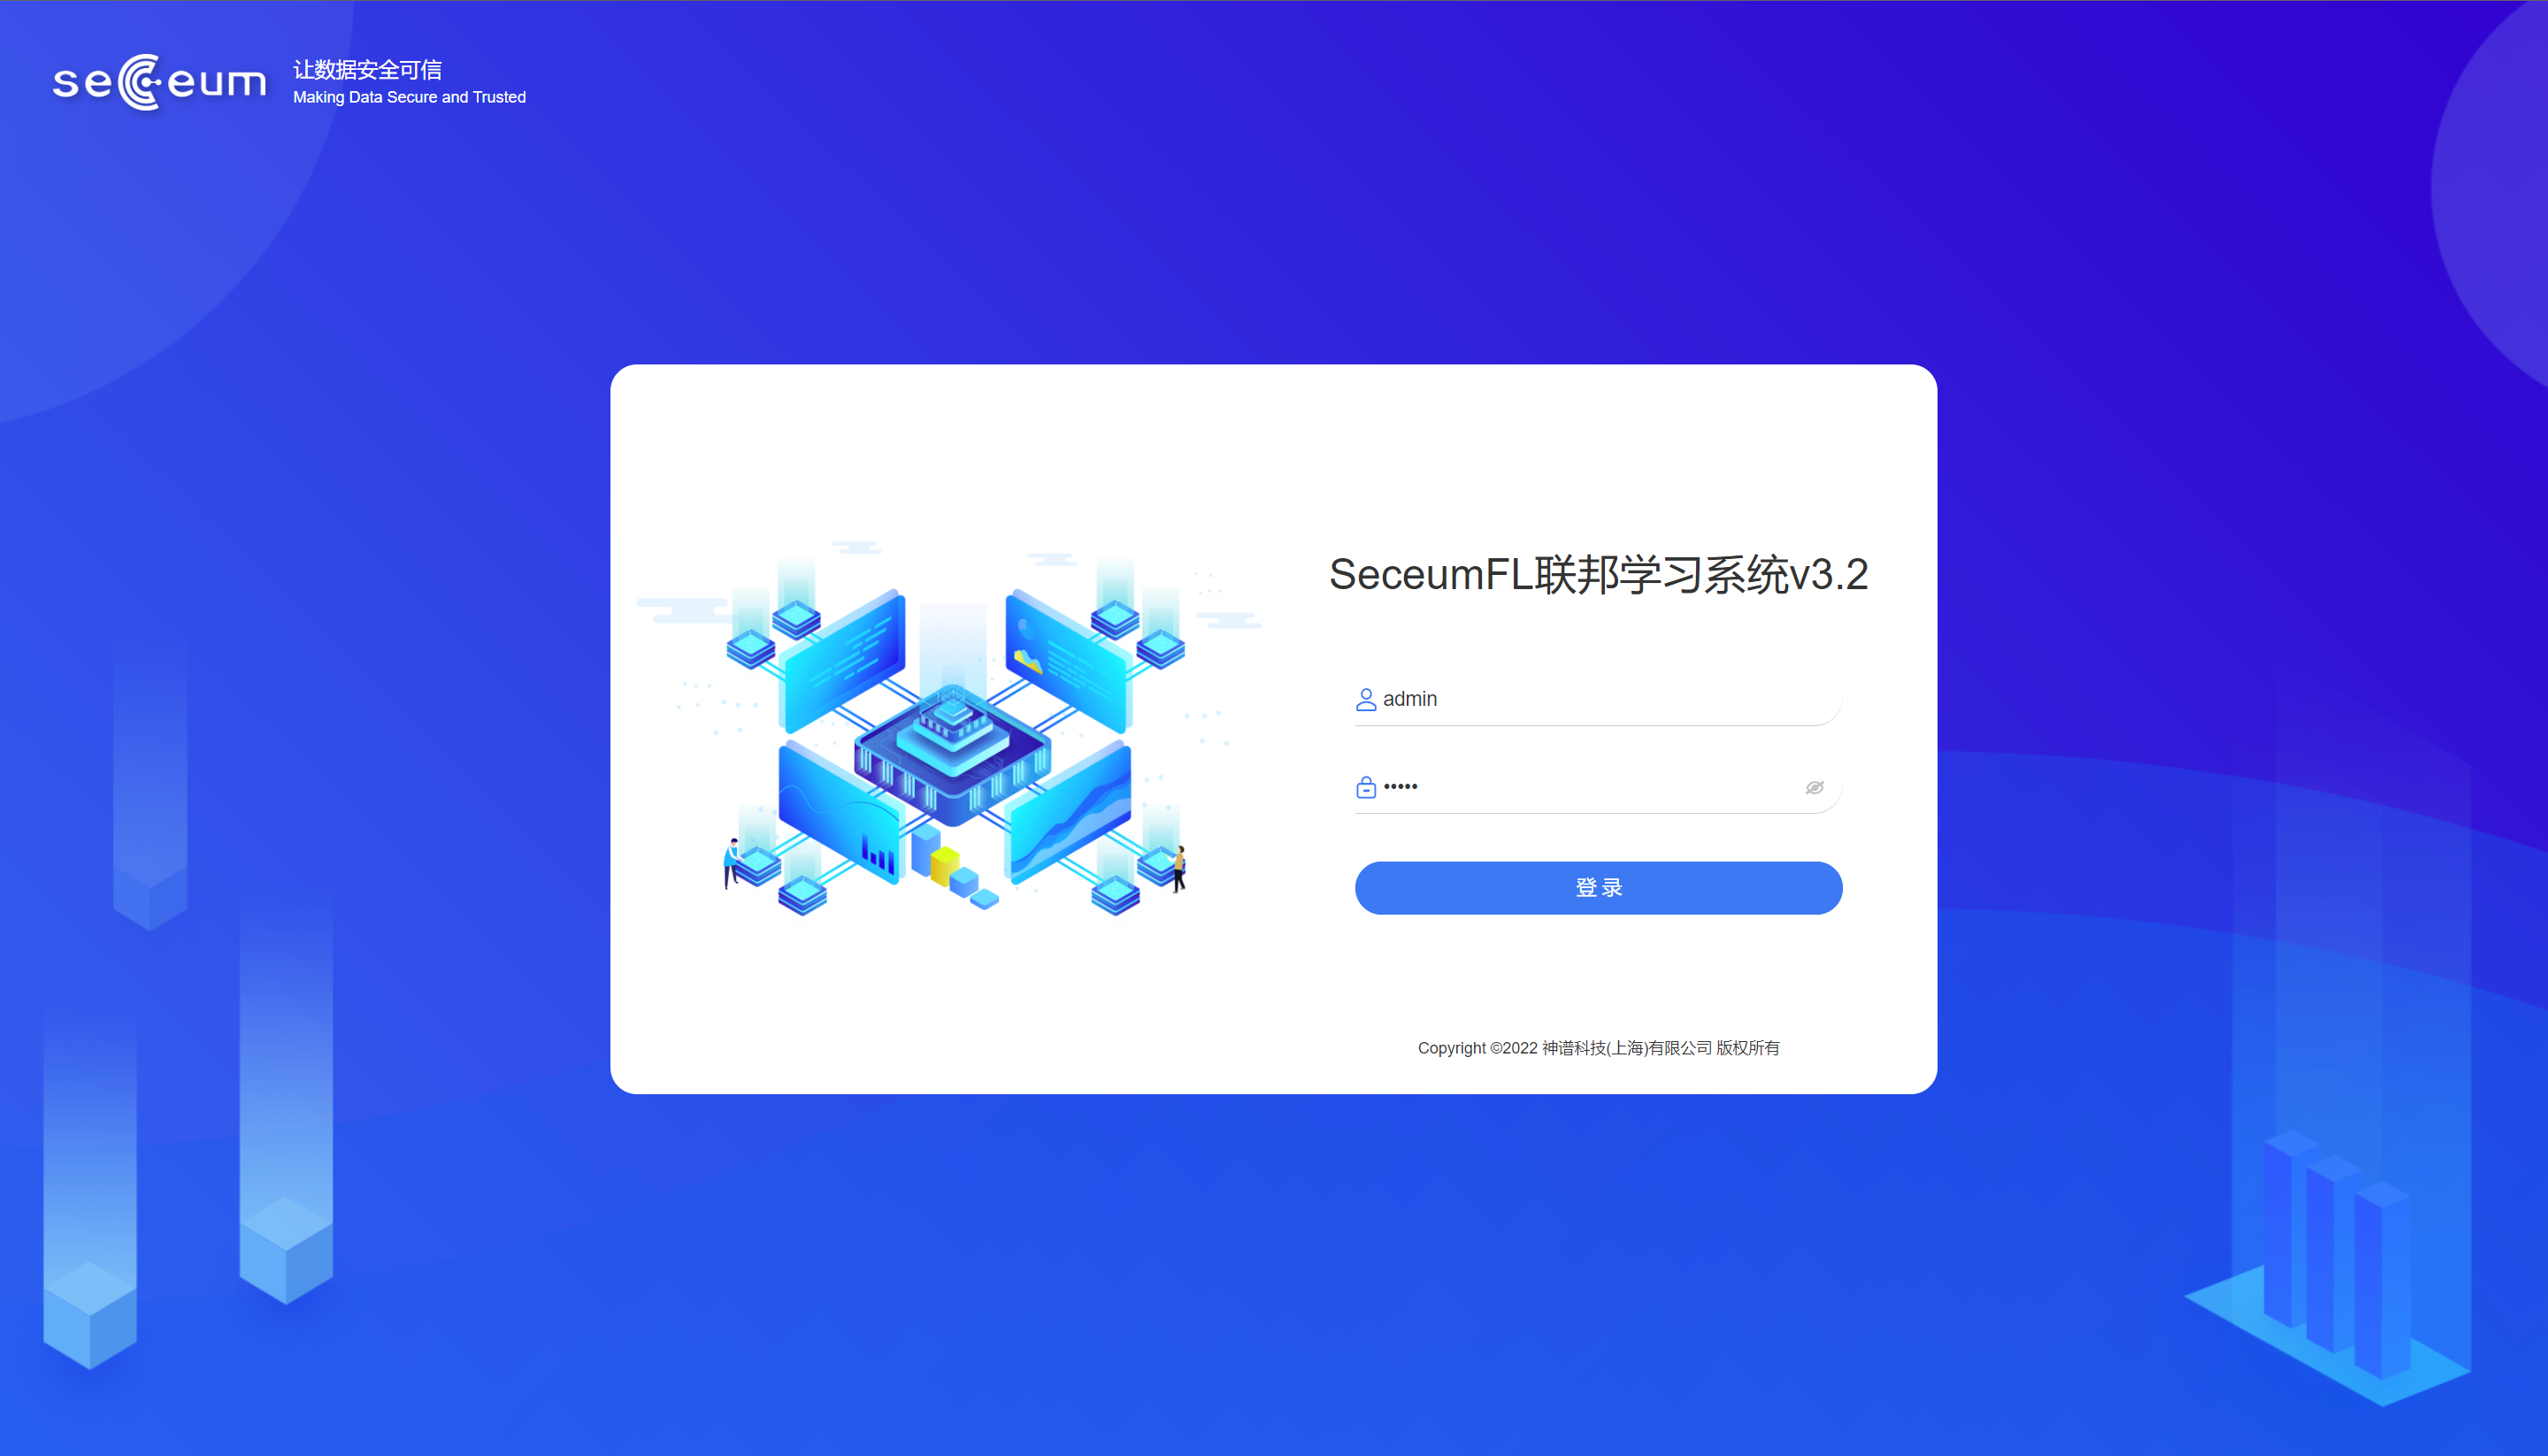 seCeum
让数据安全可信
Making Data Secure and Trusted
SeceumFL联邦学习系统v3.2
admin
•••••
登 录
Copyright ©2022 神谱科技(上海)有限公司 版权所有